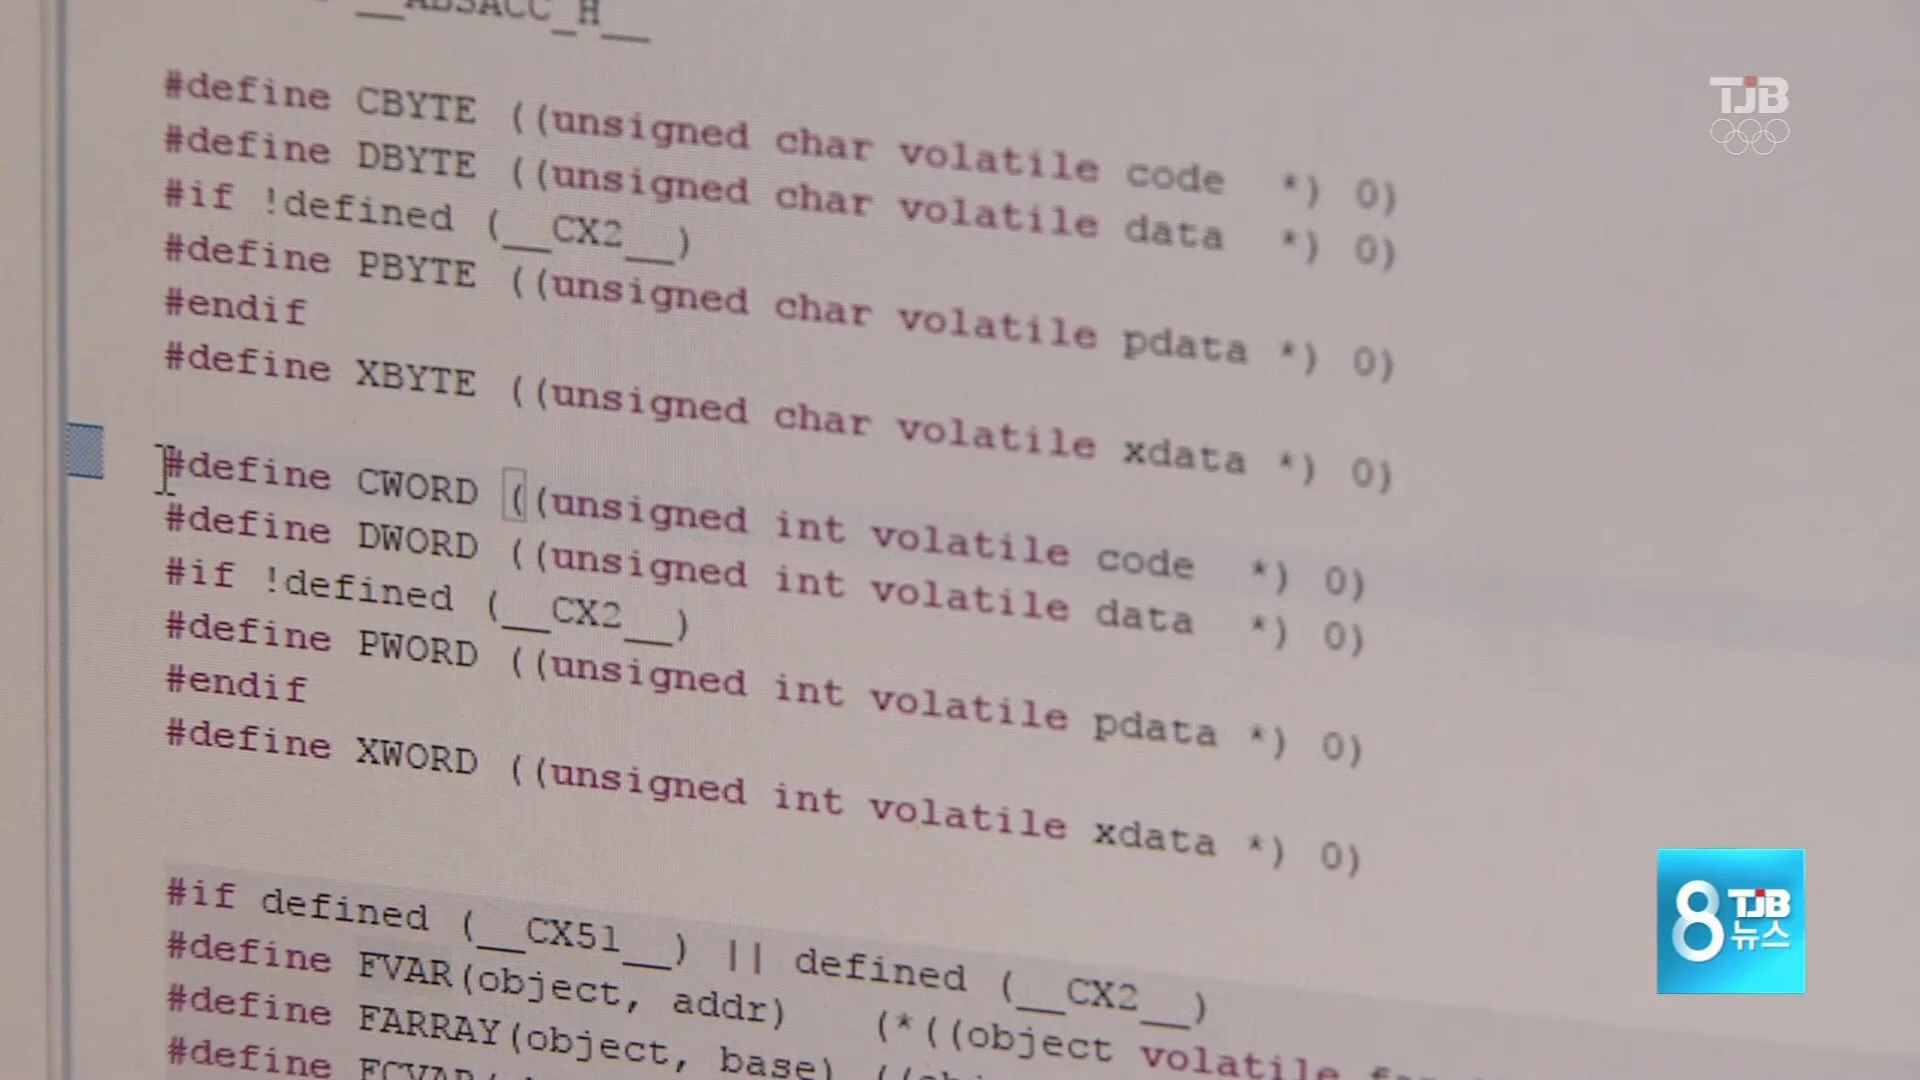 __ABSACC_H__
#define CBYTE ((unsigned char volatile code  *) 0)
#define DBYTE ((unsigned char volatile data  *) 0)
#if !defined (__CX2__)
#define PBYTE ((unsigned char volatile pdata *) 0)
#endif
#define XBYTE ((unsigned char volatile xdata *) 0)
#define CWORD ((unsigned int volatile code  *) 0)
#define DWORD ((unsigned int volatile data  *) 0)
#if !defined (__CX2__)
#define PWORD ((unsigned int volatile pdata *) 0)
#endif
#define XWORD ((unsigned int volatile xdata *) 0)
#if defined (__CX51__) || defined (__CX2__)
#define FVAR(object, addr)   (*((object volatile
#define FARRAY(object, base)
#define
TJB
8 TJB
뉴스